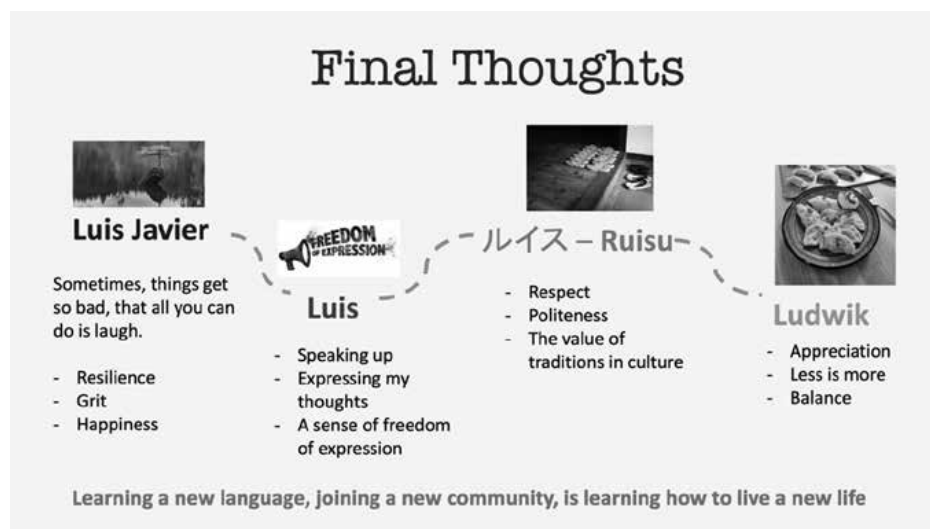 Final Thoughts
Luis Javier
Sometimes, things get
so bad, that all you can
do is laugh.
- Resilience
- Grit
- Happiness
FREEDOM
OF EXPRESSION
Luis
- Speaking up
- Expressing my
thoughts
- A sense of freedom
of expression
ルイス – Ruisu
- Respect
- Politeness
- The value of
traditions in culture
Ludwik
- Appreciation
- Less is more
- Balance
Learning a new language, joining a new community, is learning how to live a new life